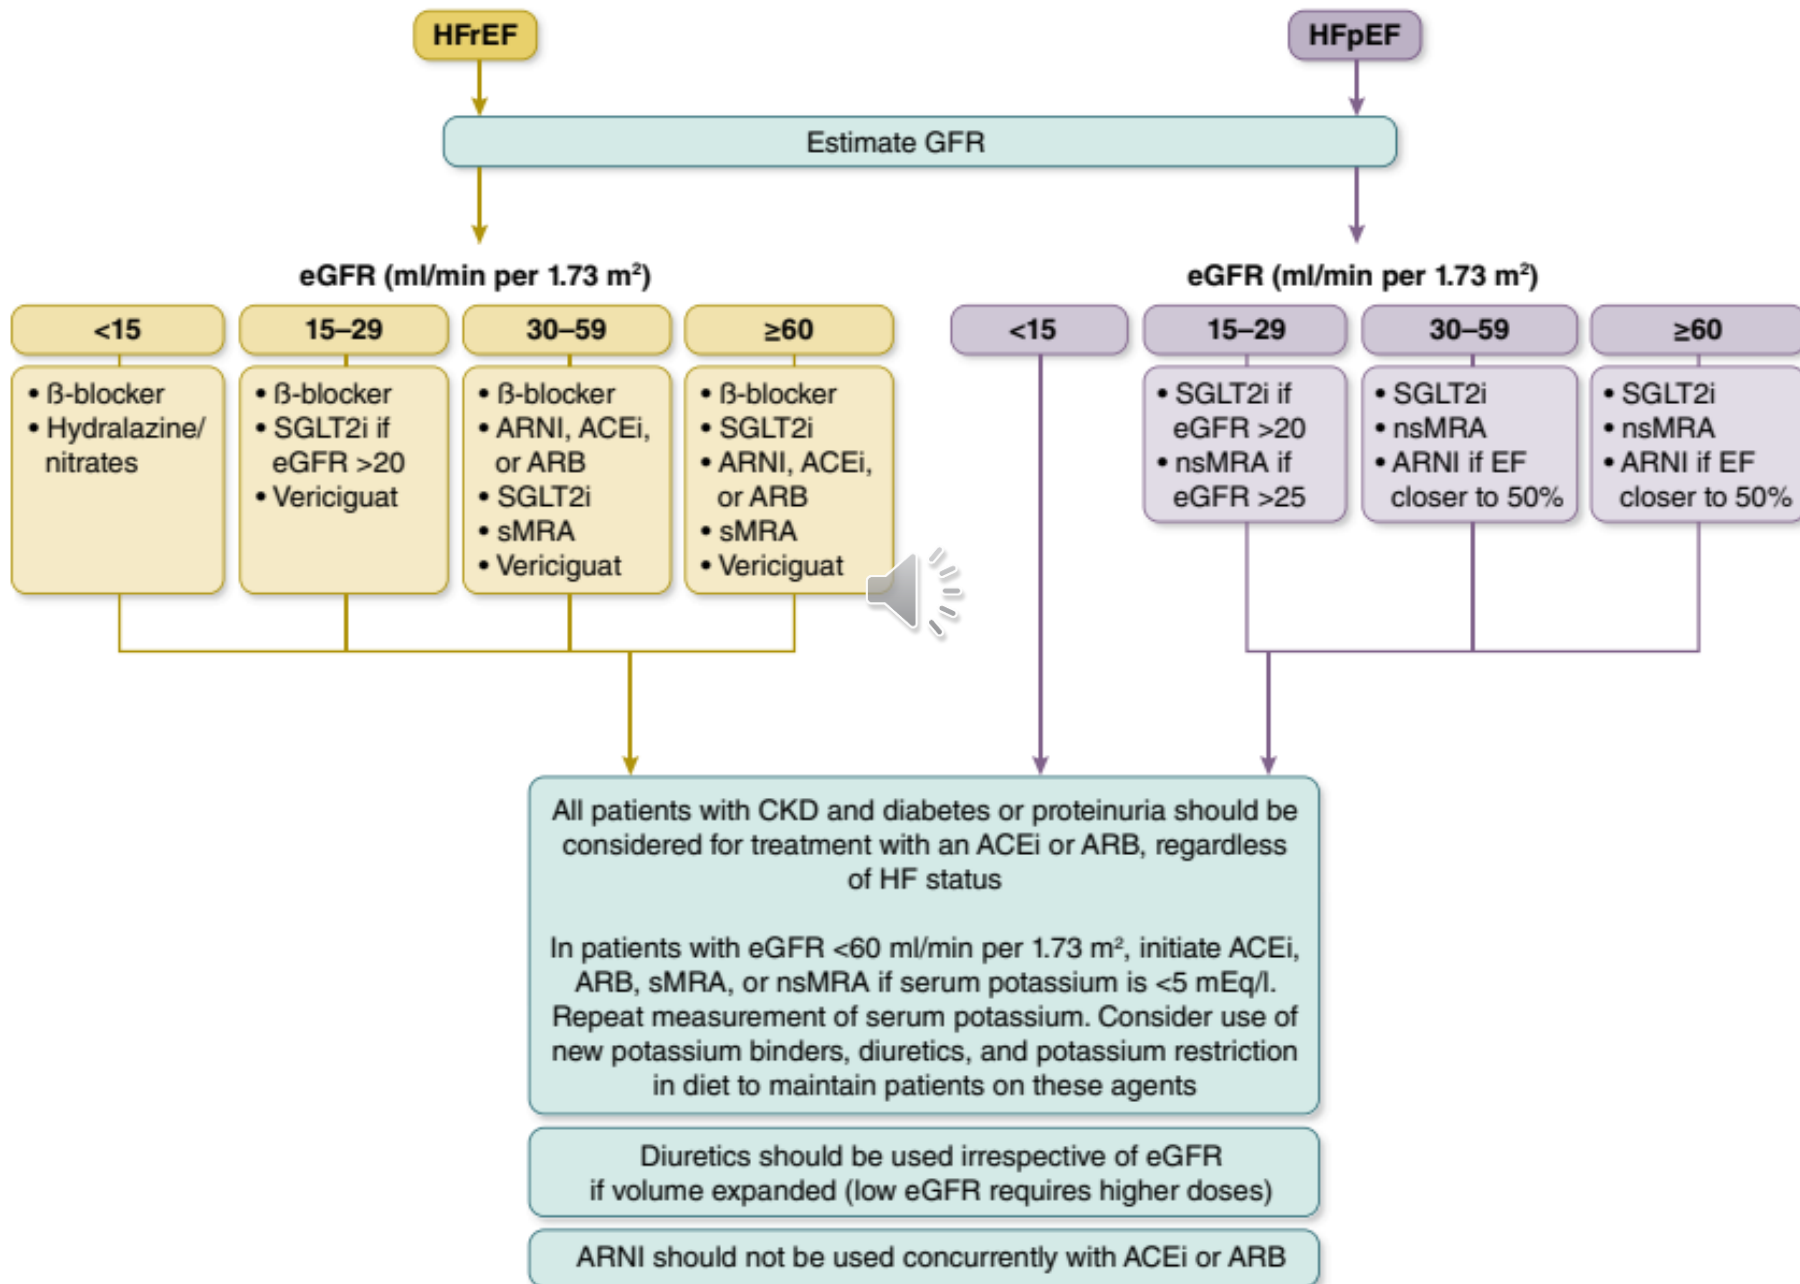 HFrEF
HFpEF
Estimate GFR
eGFR (ml/min per 1.73 m²)
<15
15–29
30–59
≥60
• ß-blocker
• Hydralazine/
nitrates
• ß-blocker
• SGLT2i if
eGFR >20
• Vericiguat
• ß-blocker
• ARNI, ACEi,
or ARB
• SGLT2i
• sMRA
• Vericiguat
• ß-blocker
• SGLT2i
• ARNI, ACEi,
or ARB
• sMRA
• Vericiguat
eGFR (ml/min per 1.73 m²)
<15
15–29
30–59
≥60
• SGLT2i if
eGFR >20
• nsMRA if
eGFR >25
• SGLT2i
• nsMRA
• ARNI if EF
closer to 50%
• SGLT2i
• nsMRA
• ARNI if EF
closer to 50%
All patients with CKD and diabetes or proteinuria should be
considered for treatment with an ACEi or ARB, regardless
of HF status
In patients with eGFR <60 ml/min per 1.73 m², initiate ACEi,
ARB, sMRA, or nsMRA if serum potassium is <5 mEq/l.
Repeat measurement of serum potassium. Consider use of
new potassium binders, diuretics, and potassium restriction
in diet to maintain patients on these agents
Diuretics should be used irrespective of eGFR
if volume expanded (low eGFR requires higher doses)
ARNI should not be used concurrently with ACEi or ARB